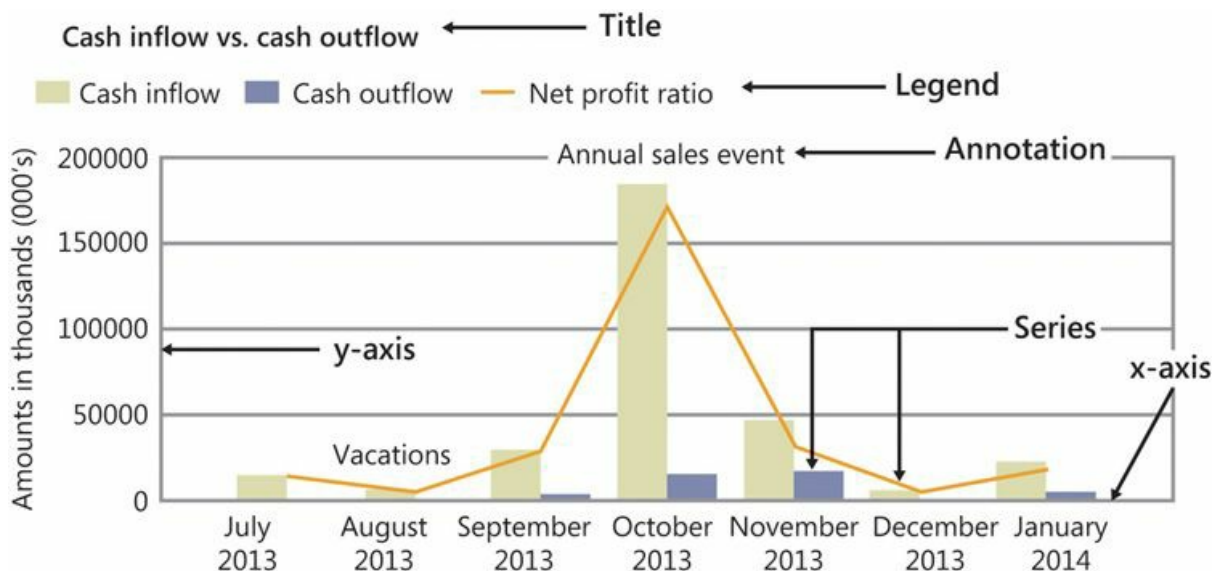 Cash inflow vs. cash outflow
Title
Cash inflow
Cash outflow
Net profit ratio
Legend
Amounts in thousands (000's)
200000
150000
100000
50000
0
Annual sales event
Annotation
Series
y-axis
x-axis
Vacations
July
2013
August
2013
September
2013
October
2013
November
2013
December
2013
January
2014